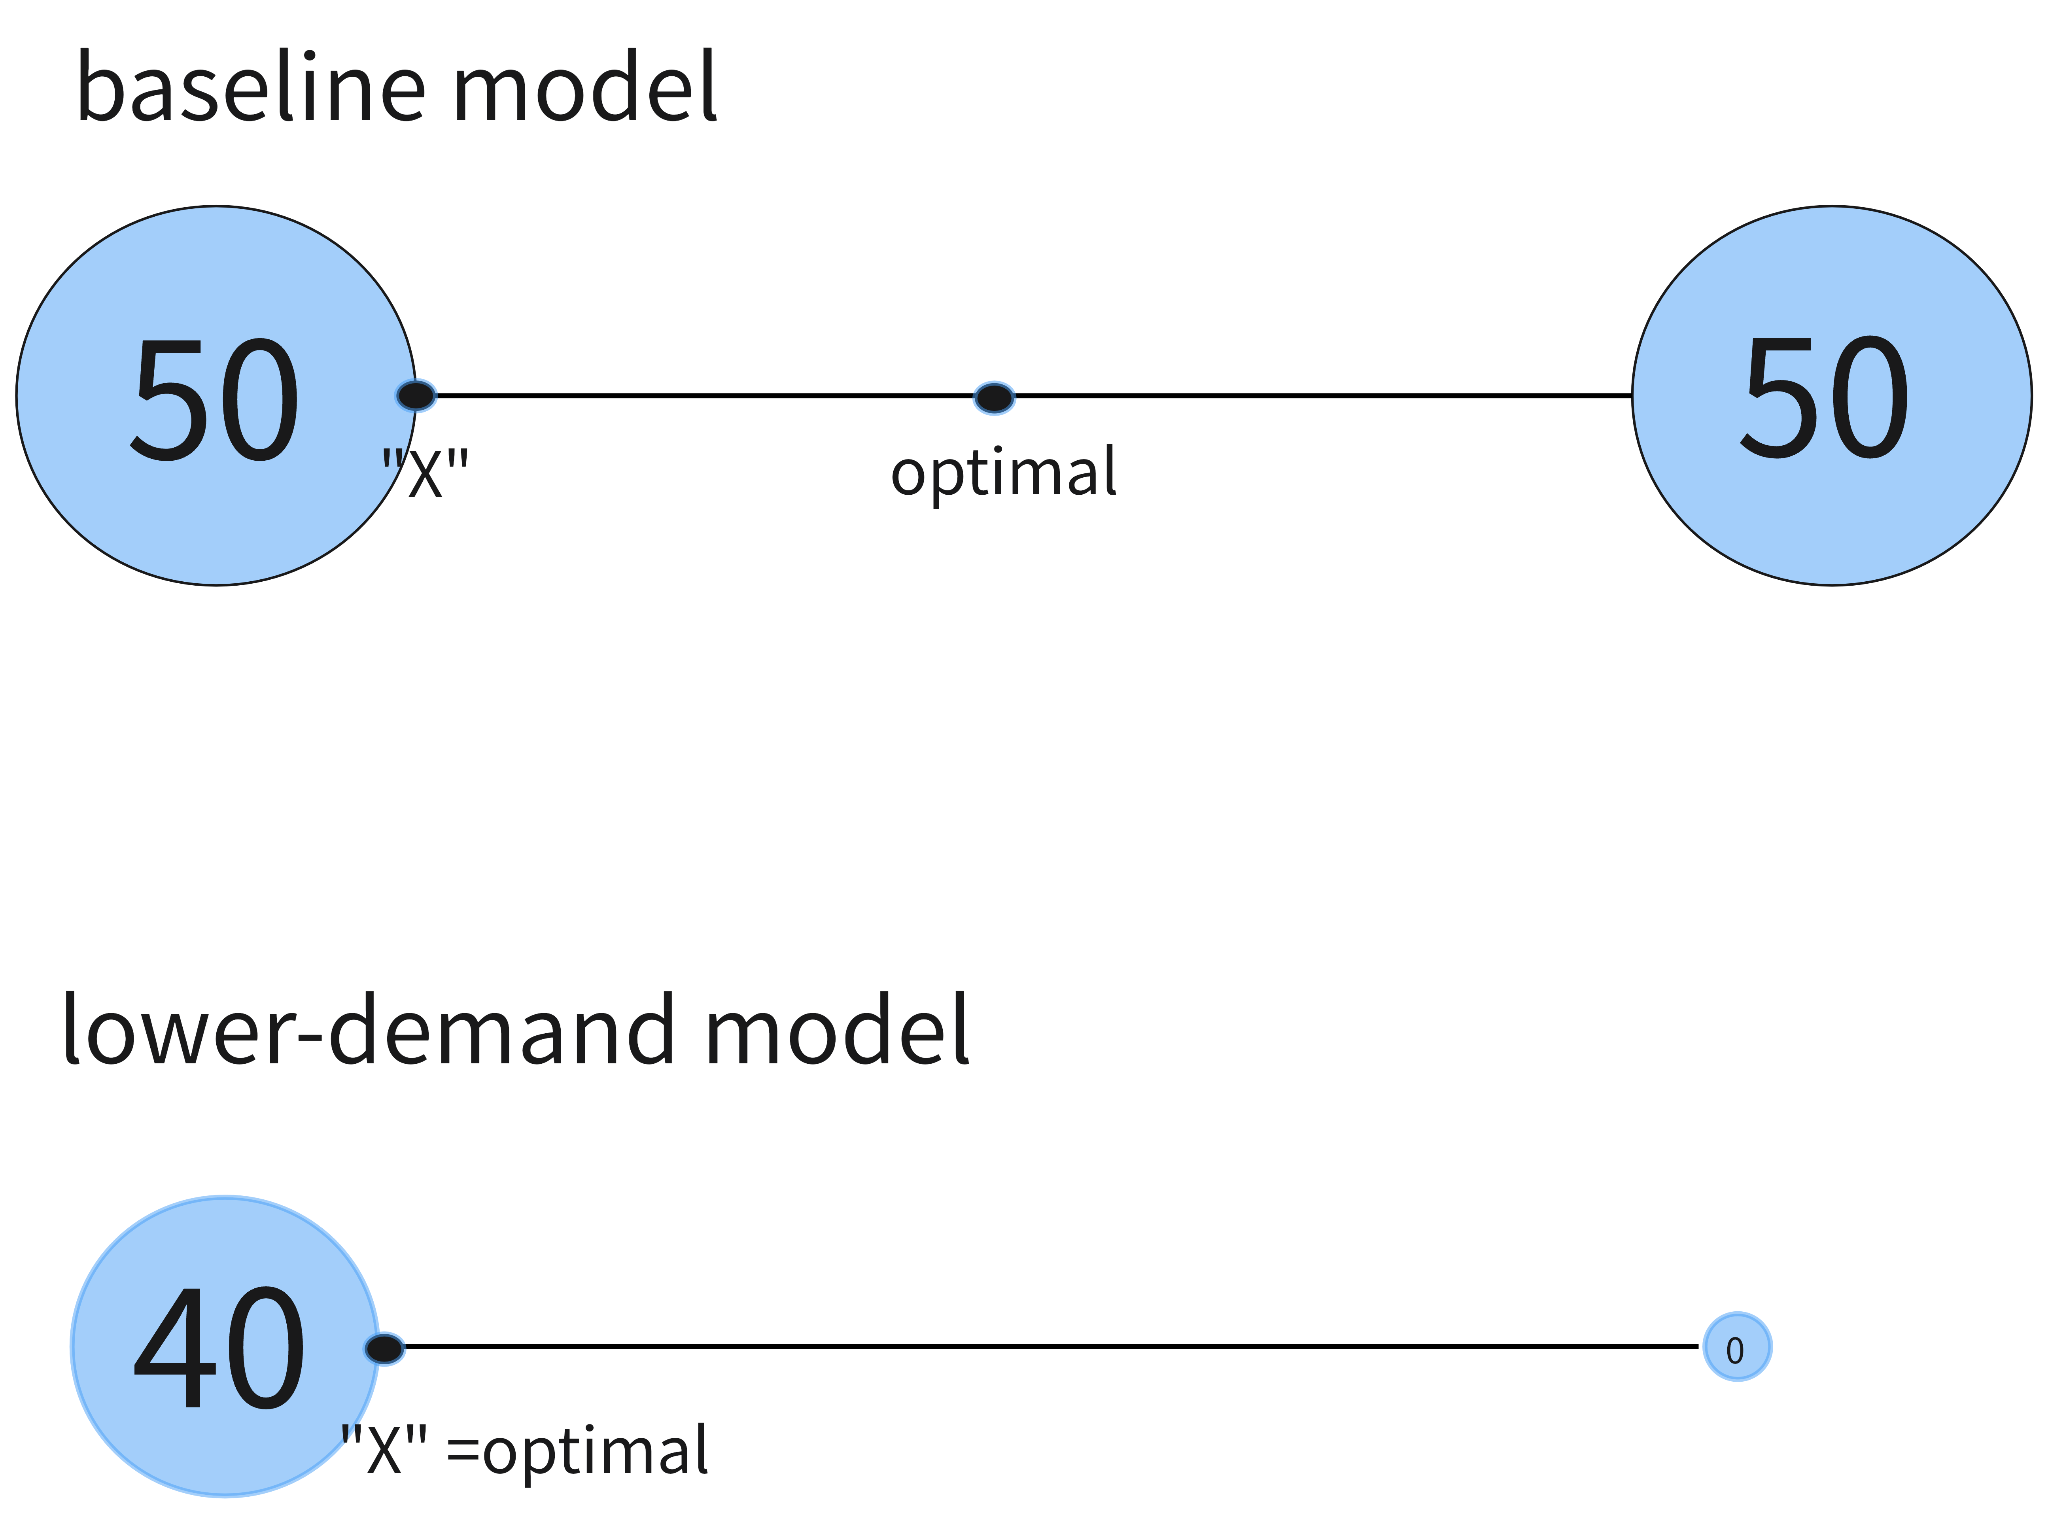 baseline model
50
50
"X"
optimal
lower-demand model
40
0
"X" =optimal